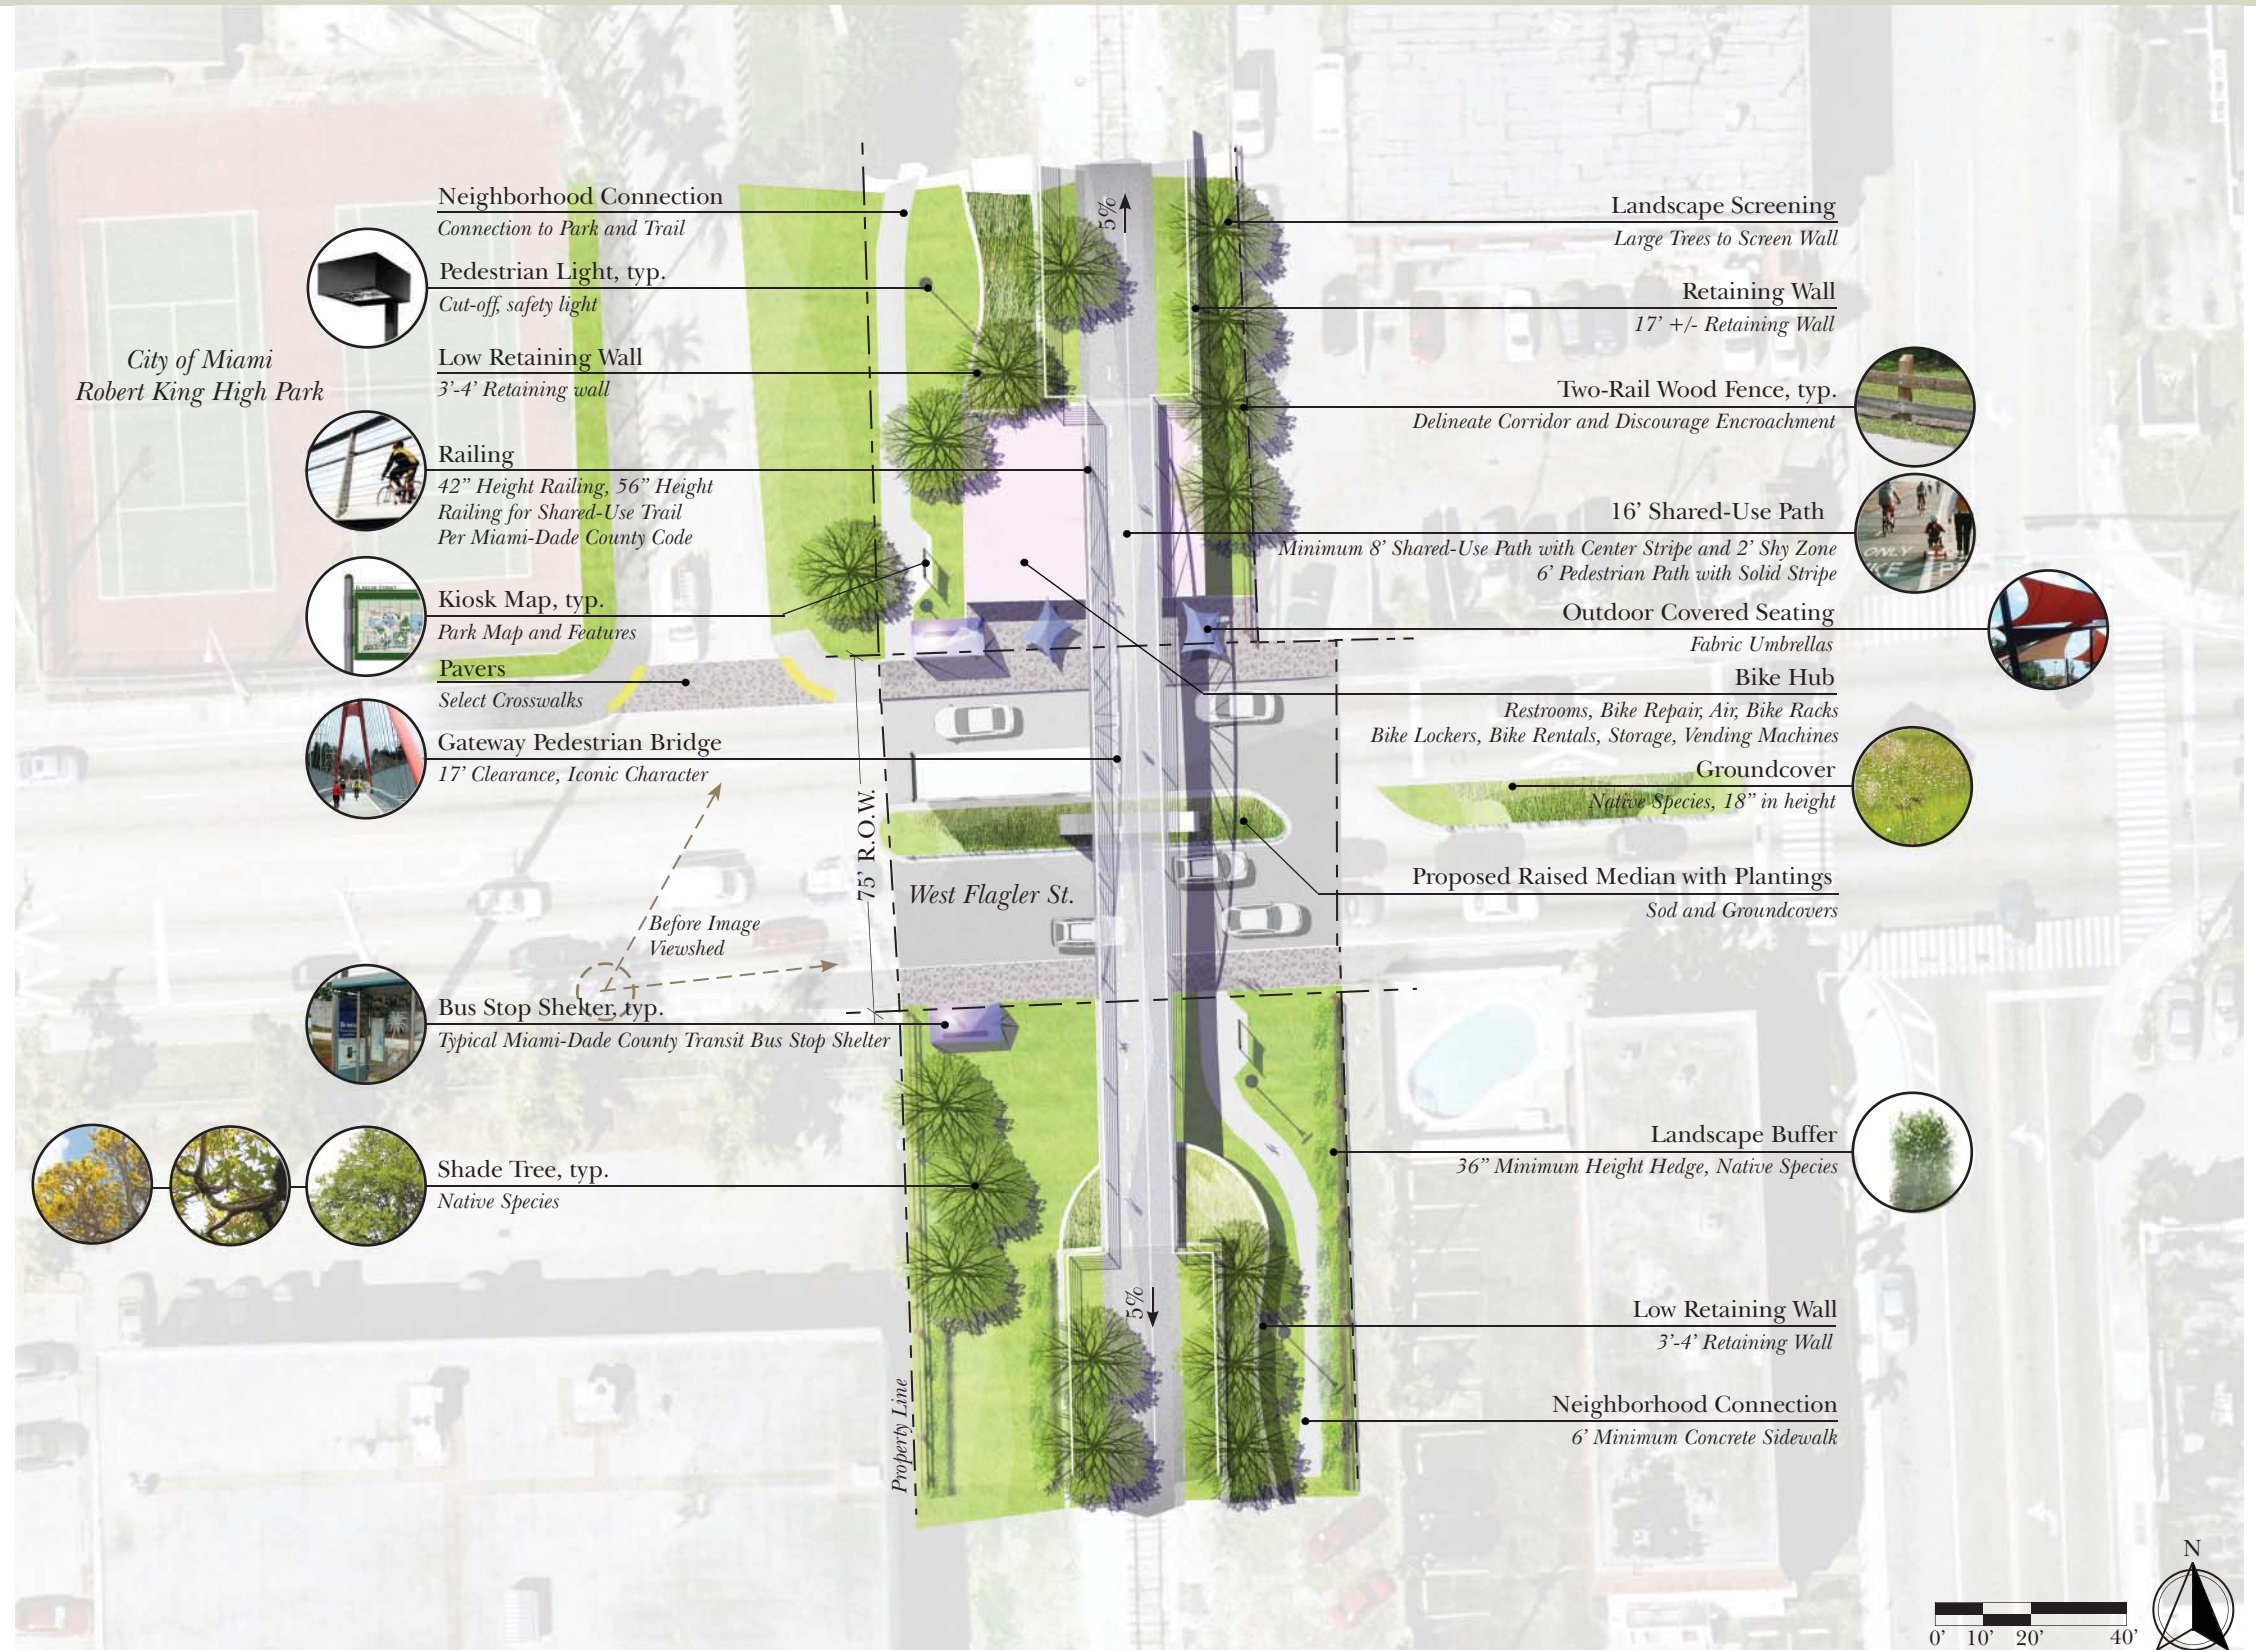 Neighborhood Connection
Connection to Park and Trail
Pedestrian Light, typ.
Cut-off, safety light
City of Miami
Robert King High Park
Low Retaining Wall
3’-4’ Retaining wall
Railing
42” Height Railing, 56” Height
Railing for Shared-Use Trail
Per Miami-Dade County Code
Kiosk Map, typ.
Park Map and Features
Pavers
Select Crosswalks
Gateway Pedestrian Bridge
17’ Clearance, Iconic Character
Before Image
Viewshed
Bus Stop Shelter, typ.
Typical Miami-Dade County Transit Bus Stop Shelter
Shade Tree, typ.
Native Species
5%
75’ R.O.W.
West Flagler St.
5%
Property Line
Landscape Screening
Large Trees to Screen Wall
Retaining Wall
17’ +/- Retaining Wall
Two-Rail Wood Fence, typ.
Delineate Corridor and Discourage Encroachment
16’ Shared-Use Path
Minimum 8’ Shared-Use Path with Center Stripe and 2’ Shy Zone
6’ Pedestrian Path with Solid Stripe
ONLY
Outdoor Covered Seating
Fabric Umbrellas
Bike Hub
Restrooms, Bike Repair, Air, Bike Racks
Bike Lockers, Bike Rentals, Storage, Vending Machines
Groundcover
Native Species, 18” in height
Proposed Raised Median with Plantings
Sod and Groundcovers
Landscape Buffer
36” Minimum Height Hedge, Native Species
Low Retaining Wall
3’-4’ Retaining Wall
Neighborhood Connection
6’ Minimum Concrete Sidewalk
N
0’ 10’ 20’ 40’